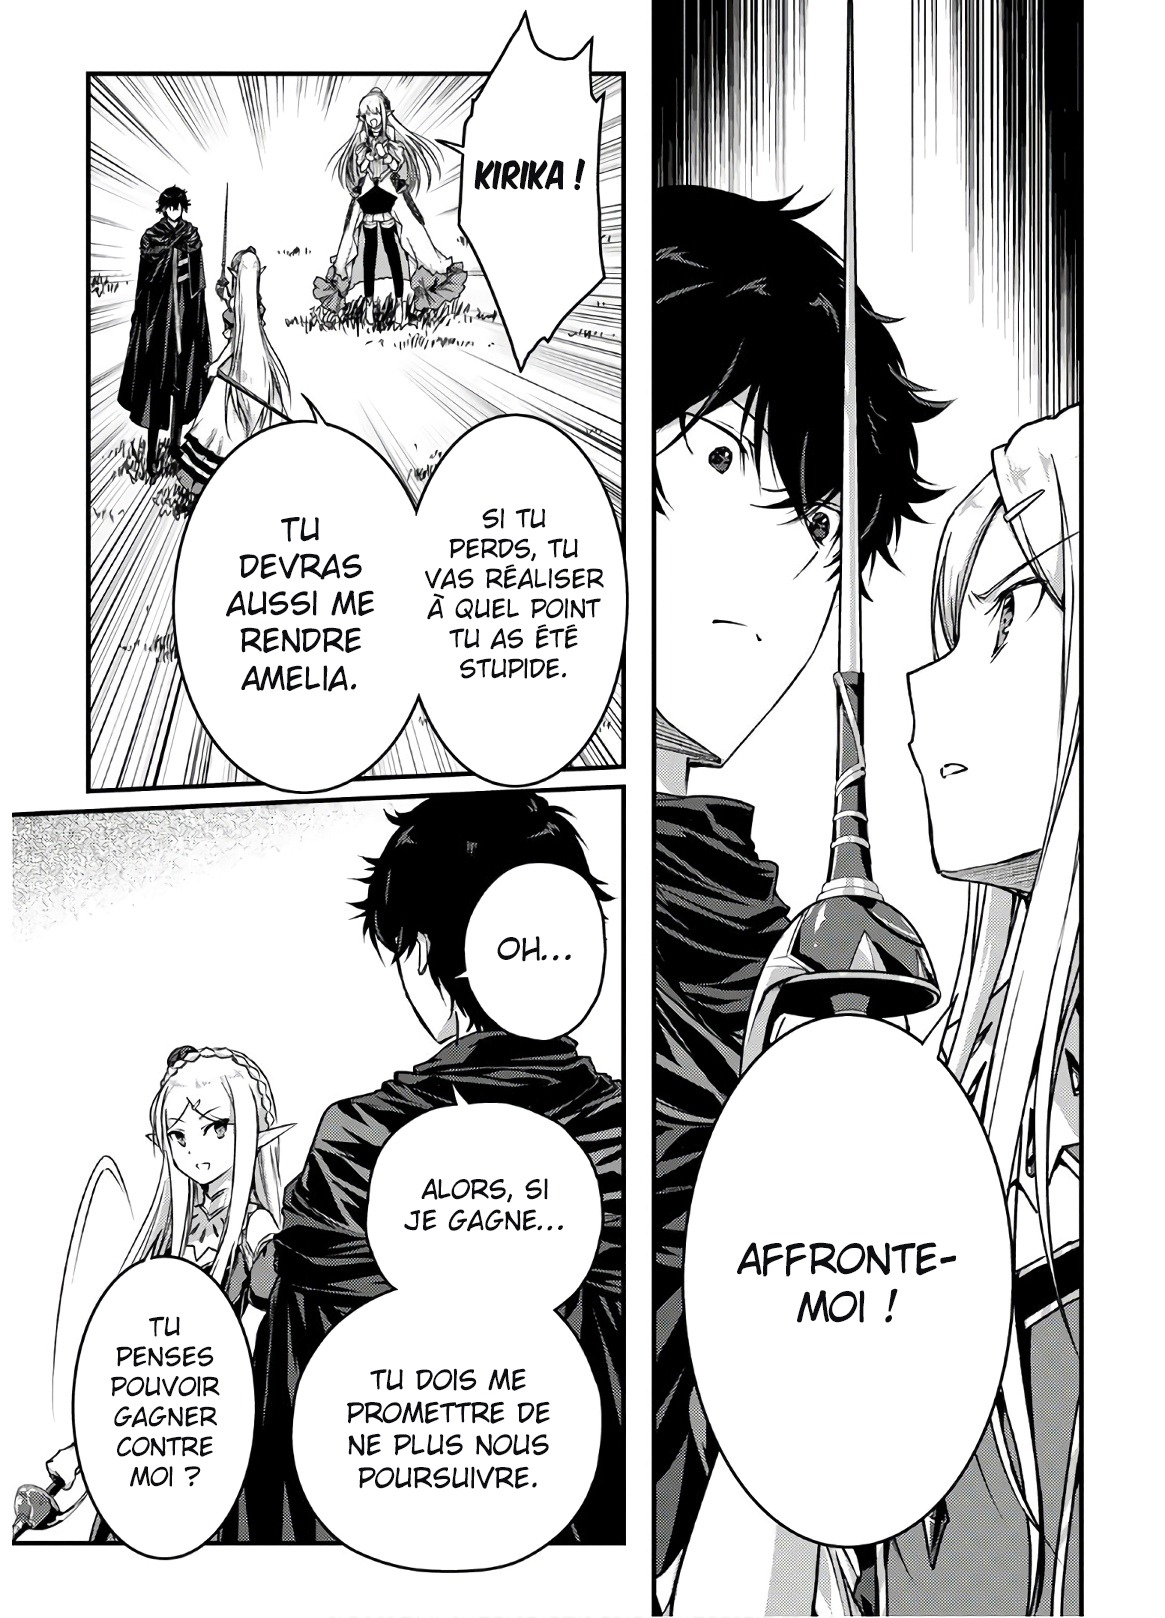 AFFRONTE-
MOI !
KIRIKA !
SI TU
PERDS, TU
VAS RÉALISER
À QUEL POINT
TU AS ÉTÉ
STUPIDE.
TU
DEVRAS
AUSSI ME
RENDRE
AMELIA.
OH...
ALORS, SI
JE GAGNE...
TU DOIS ME
PROMETTRE DE
NE PLUS NOUS
POURSUIVRE.
TU
PENSES
POUVOIR
GAGNER
CONTRE
MOI ?